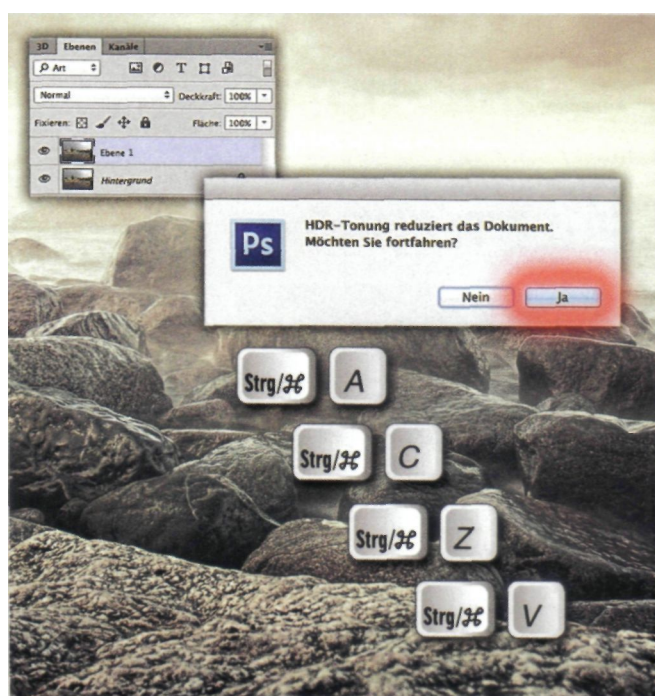 3D Ebenen Kanäle
Art
Normal Deckkraft: 100%
Fixieren: Fläche: 100%
Ebene 1
Hintergrund
Ps
HDR-Tonung reduziert das Dokument.
Möchten Sie fortfahren?
Nein Ja
Strg/⌘ A
Strg/⌘ C
Strg/⌘ Z
Strg/⌘ V